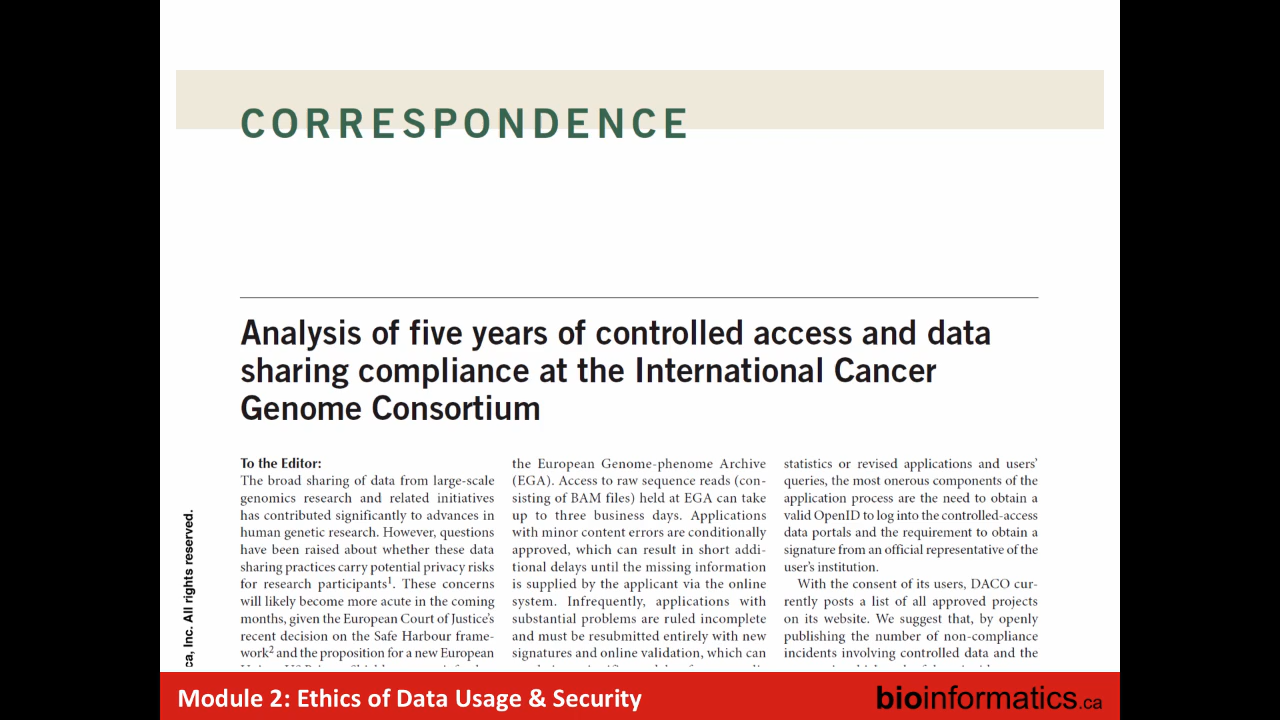 CORRESPONDENCE
Analysis of five years of controlled access and data
sharing compliance at the International Cancer
Genome Consortium
To the Editor:
The broad sharing of data from large-scale
genomics research and related initiatives
has contributed significantly to advances in
human genetic research. However, questions
have been raised about whether these data
sharing practices carry potential privacy risks
for research participants1. These concerns
will likely become more acute in the coming
months, given the European Court of Justice's
recent decision on the Safe Harbour frame-
work2 and the proposition for a new European
the European Genome-phenome Archive
(EGA). Access to raw sequence reads (con-
sisting of BAM files) held at EGA can take
up to three business days. Applications
with minor content errors are conditionally
approved, which can result in short addi-
tional delays until the missing information
is supplied by the applicant via the online
system. Infrequently, applications with
substantial problems are ruled incomplete
and must be resubmitted entirely with new
signatures and online validation, which can
statistics or revised applications and users'
queries, the most onerous components of the
application process are the need to obtain a
valid OpenID to log into the controlled-access
data portals and the requirement to obtain a
signature from an official representative of the
user's institution.
With the consent of its users, DACO cur-
rently posts a list of all approved projects
on its website. We suggest that, by openly
publishing the number of non-compliance
incidents involving controlled data and the
ca, Inc. All rights reserved.
Module 2: Ethics of Data Usage & Security
bioinformatics.ca